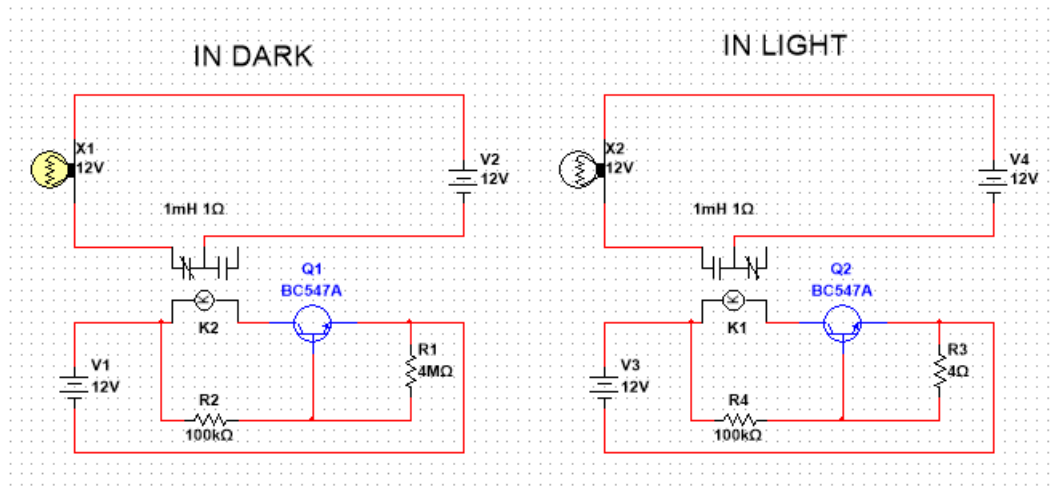 IN DARK
X1
12V
V2
12V
1mH 1Ω
Q1
BC547A
K
K2
V1
12V
R1
4MΩ
R2
100kΩ
IN LIGHT
X2
12V
V4
12V
1mH 1Ω
Q2
BC547A
K
K1
V3
12V
R3
4Ω
R4
100kΩ